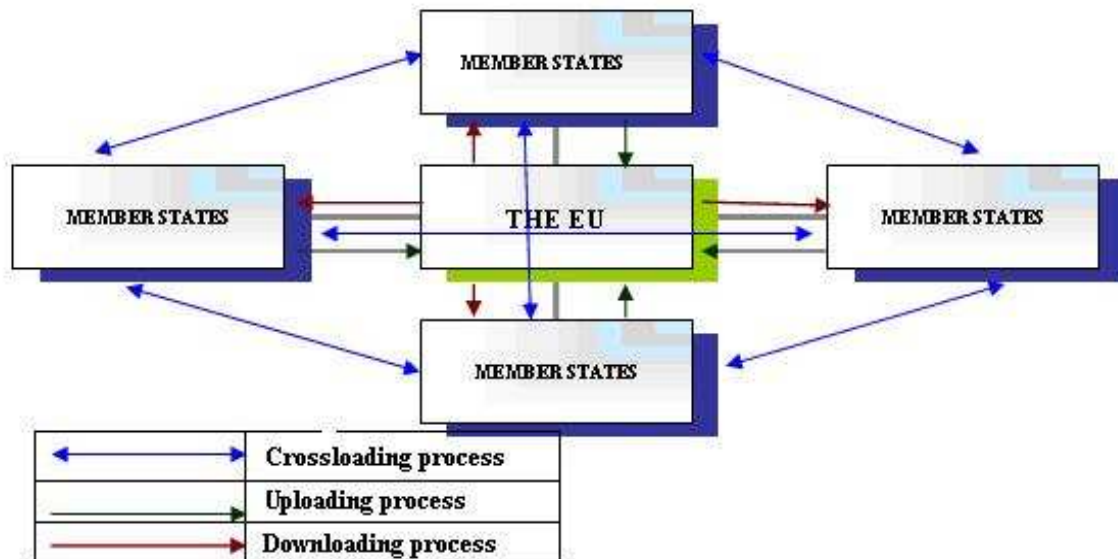 MEMBER STATES
MEMBER STATES
THE EU
MEMBER STATES
MEMBER STATES
Crossloading process
Uploading process
Downloading process